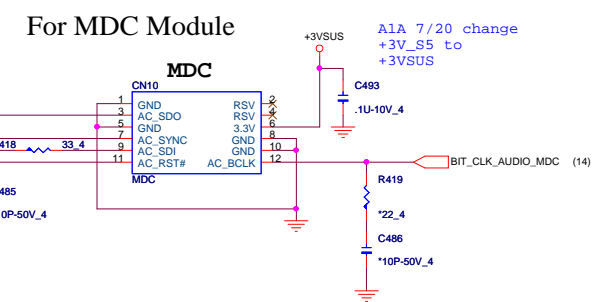 For MDC Module
A1A 7/20 change
+3V_S5 to
+3VSUS
+3VSUS
MDC
CN10
C493
.1U-10V_4
1 GND RSV 2
3 AC_SDO RSV 4
5 GND 3.3V 6
7 AC_SYNC GND 8
418 33_4 9 AC_SDI GND 10
11 AC_RST# AC_BCLK 12
BIT_CLK_AUDIO_MDC (14)
MDC
R419
485
*22_4
0P-50V_4
C486
*10P-50V_4